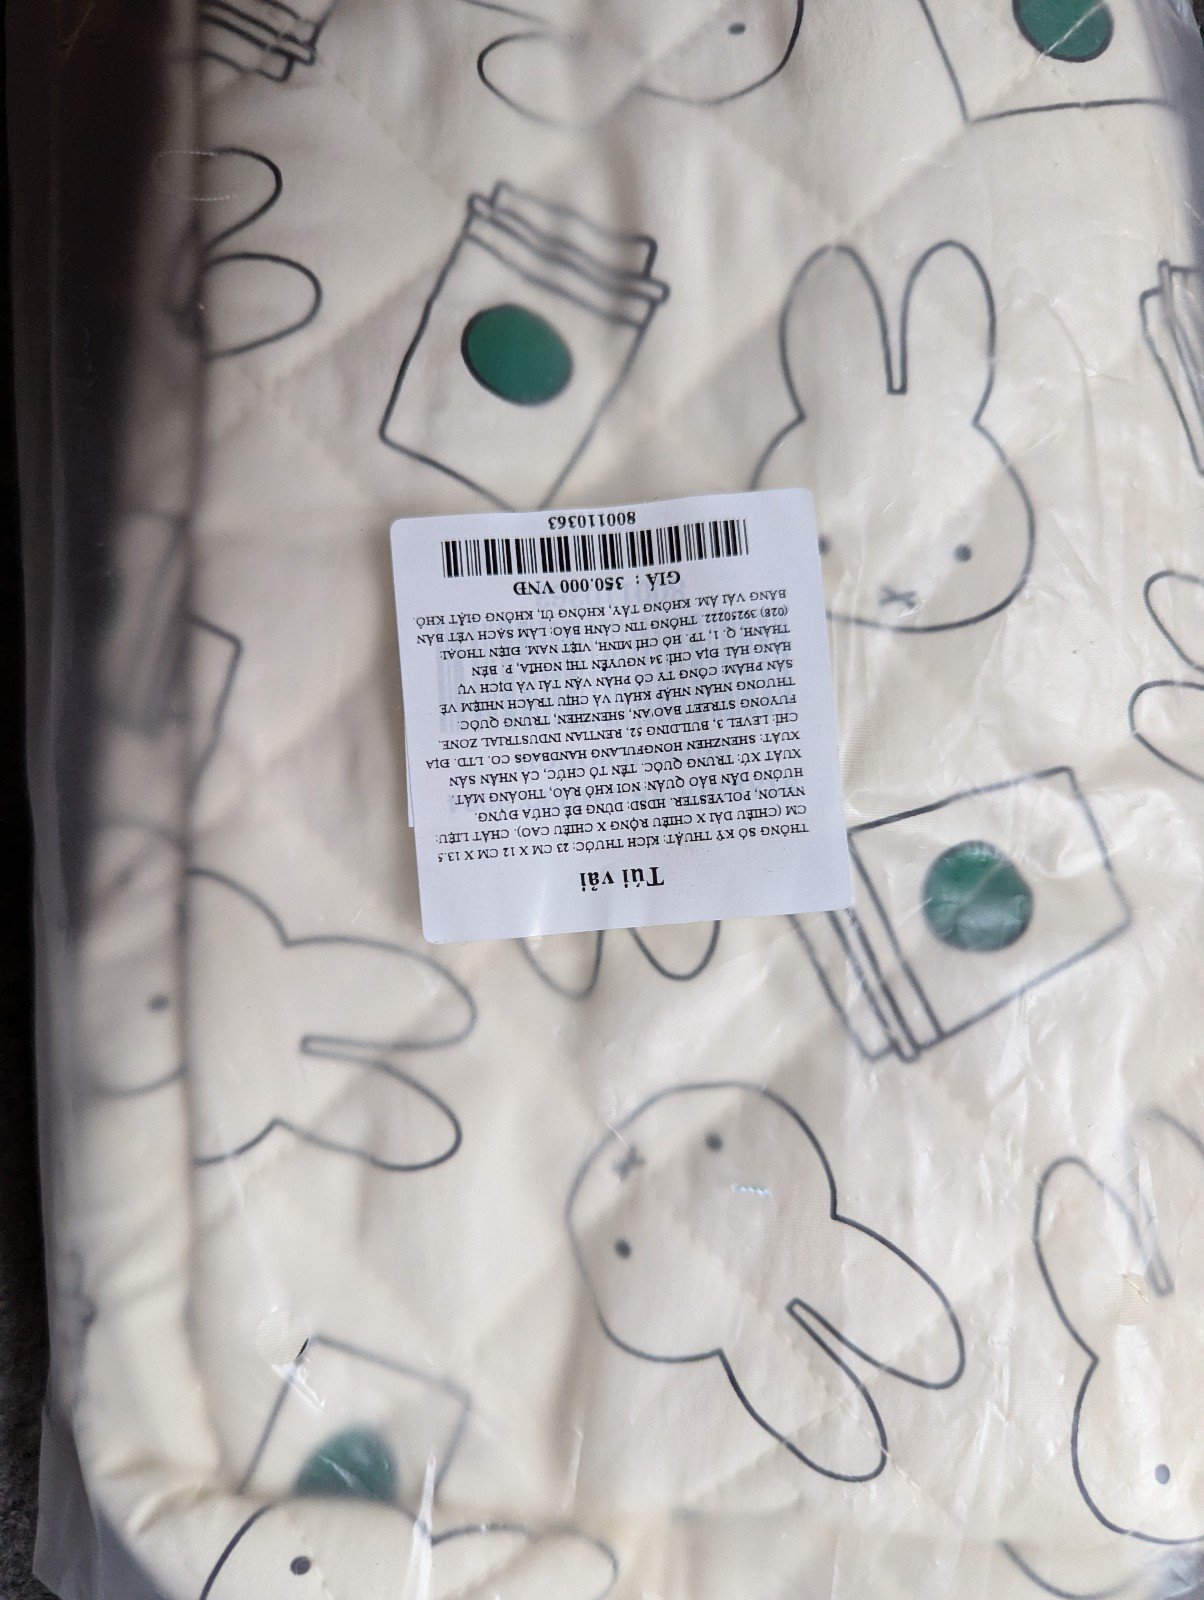 Túi vải
THÔNG SỐ KỸ THUẬT: KÍCH THƯỚC: 23 CM X 12 CM X 13.5
CM (CHIỀU DÀI X CHIỀU RỘNG X CHIỀU CAO). CHẤT LIỆU:
NYLON, POLYESTER. HDSD: DÙNG ĐỂ CHỨA ĐỰNG.
HƯỚNG DẪN BẢO QUẢN: NƠI KHÔ RÁO, THOÁNG MÁT.
XUẤT XỨ: TRUNG QUỐC. TÊN TỔ CHỨC, CÁ NHÂN SẢN
XUẤT: SHENZHEN HONGFULANG HANDBAGS CO. LTD. ĐỊA
CHỈ: LEVEL 3, BUILDING 52, RENTIAN INDUSTRIAL ZONE.
FUYONG STREET BAO'AN, SHENZHEN, TRUNG QUỐC.
THƯƠNG NHÂN NHẬP KHẨU VÀ CHỊU TRÁCH NHIỆM VỀ
SẢN PHẨM: CÔNG TY CỔ PHẦN VẬN TẢI VÀ DỊCH VỤ
HÀNG HẢI. ĐỊA CHỈ: 34 NGUYỄN THỊ NGHĨA, P. BẾN
THÀNH, Q. 1, TP. HỒ CHÍ MINH, VIỆT NAM. ĐIỆN THOẠI:
(028) 39250222. THÔNG TIN CẢNH BÁO: LÀM SẠCH VẾT BẨN
BẰNG VẢI ẨM. KHÔNG TẨY, KHÔNG ỦI, KHÔNG GIẶT KHÔ.
GIÁ : 350.000 VNĐ
800110363